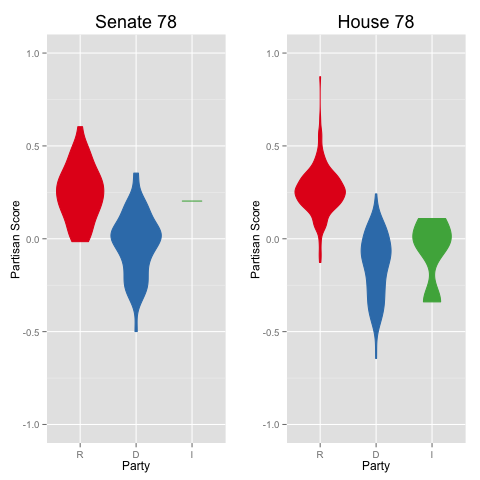 Senate 78
1.0
0.5
0.0
-0.5
-1.0
Partisan Score
R D I
Party
House 78
1.0
0.5
0.0
-0.5
-1.0
Partisan Score
R D I
Party